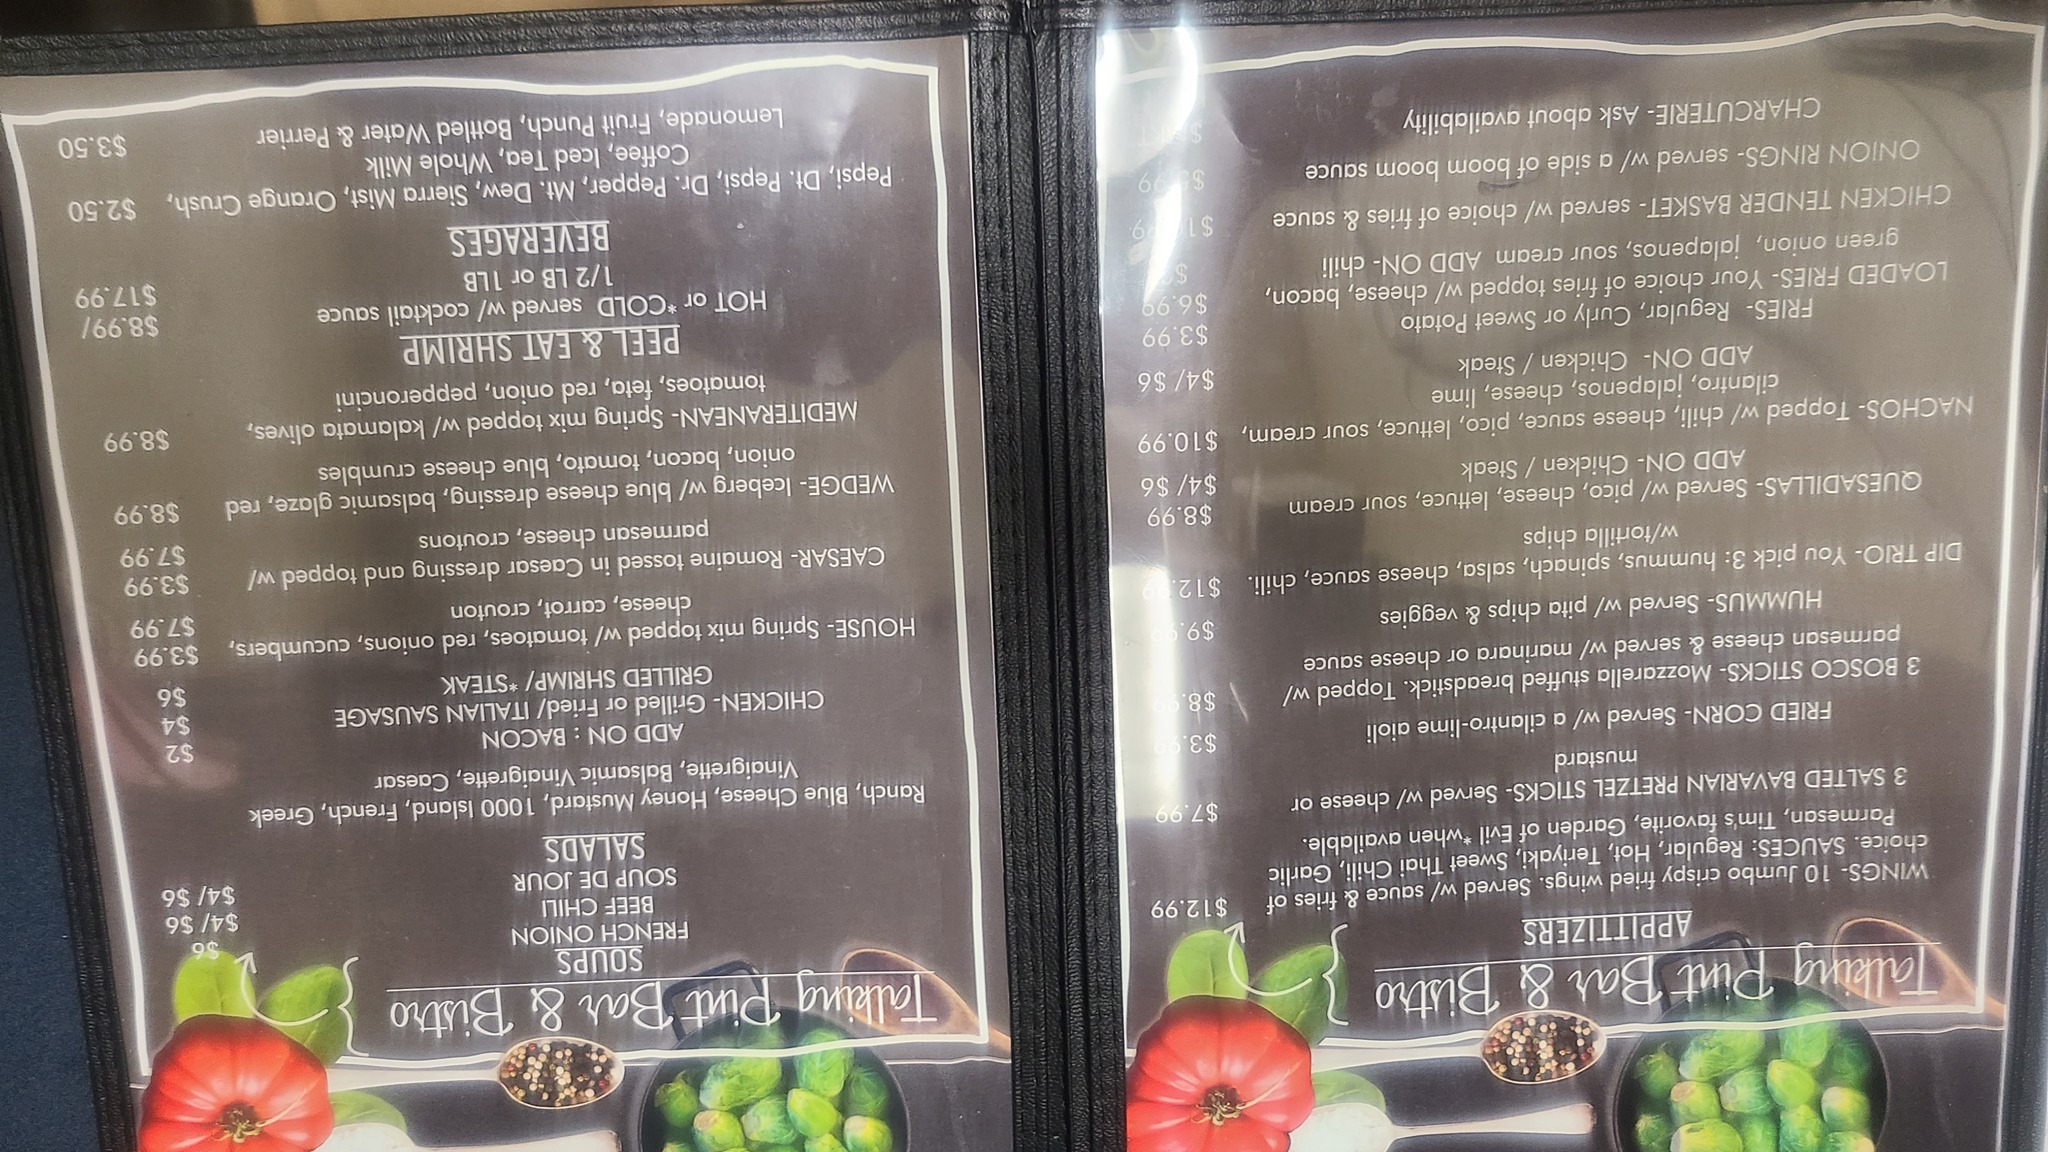 Talking Pint Bar & Bistro
APPITIZERS
WINGS- 10 Jumbo crispy fried wings. Served w/ sauce & fries of $12.99
choice. SAUCES: Regular, Hot, Teriyaki, Sweet Thai Chili, Garlic
Parmesan, Tim's favorite, Garden of Evil *when available.
3 SALTED BAVARIAN PRETZEL STICKS- Served w/ cheese or $7.99
mustard
FRIED CORN- Served w/ a cilantro-lime aioli $3.99
3 BOSCO STICKS- Mozzarella stuffed breadstick. Topped w/ $8.99
parmesan cheese & served w/ marinara or cheese sauce
HUMMUS- Served w/ pita chips & veggies $9.99
DIP TRIO- You pick 3: hummus, spinach, salsa, cheese sauce, chili. $12.99
w/tortilla chips
QUESADILLAS- Served w/ pico, cheese, lettuce, sour cream $8.99
ADD ON- Chicken / Steak $4/ $6
NACHOS- Topped w/ chili, cheese sauce, pico, lettuce, sour cream, $10.99
cilantro, jalapenos, cheese, lime
ADD ON- Chicken / Steak $4/ $6
FRIES- Regular, Curly or Sweet Potato $3.99
LOADED FRIES- Your choice of fries topped w/ cheese, bacon, $6.99
green onion, jalapenos, sour cream ADD ON- chili
CHICKEN TENDER BASKET- served w/ choice of fries & sauce
ONION RINGS- served w/ a side of boom boom sauce
CHARCUTERIE- Ask about availability
Talking Pint Bar & Bistro
SOUPS
FRENCH ONION $6
BEEF CHILI $4/ $6
SOUP DE JOUR $4/ $6
SALADS
Ranch, Blue Cheese, Honey Mustard, 1000 Island, French, Greek
Vinaigrette, Balsamic Vinaigrette, Caesar
ADD ON : BACON $2
CHICKEN- Grilled or Fried/ ITALIAN SAUSAGE $4
GRILLED SHRIMP/ *STEAK $6
HOUSE- Spring mix topped w/ tomatoes, red onions, cucumbers, $3.99
cheese, carrot, crouton $7.99
CAESAR- Romaine tossed in Caesar dressing and topped w/ $3.99
parmesan cheese, croutons $7.99
WEDGE- Iceberg w/ blue cheese dressing, balsamic glaze, red $8.99
onion, bacon, tomato, blue cheese crumbles
MEDITERANEAN- Spring mix topped w/ kalamata olives, $8.99
tomatoes, feta, red onion, pepperoncini
PEEL & EAT SHRIMP
HOT or *COLD served w/ cocktail sauce $8.99/
1/2 LB or 1LB $17.99
BEVERAGES
Pepsi, Dt. Pepsi, Dr. Pepper, Mt. Dew, Sierra Mist, Orange Crush, $2.50
Coffee, Iced Tea, Whole Milk
Lemonade, Fruit Punch, Bottled Water & Perrier $3.50